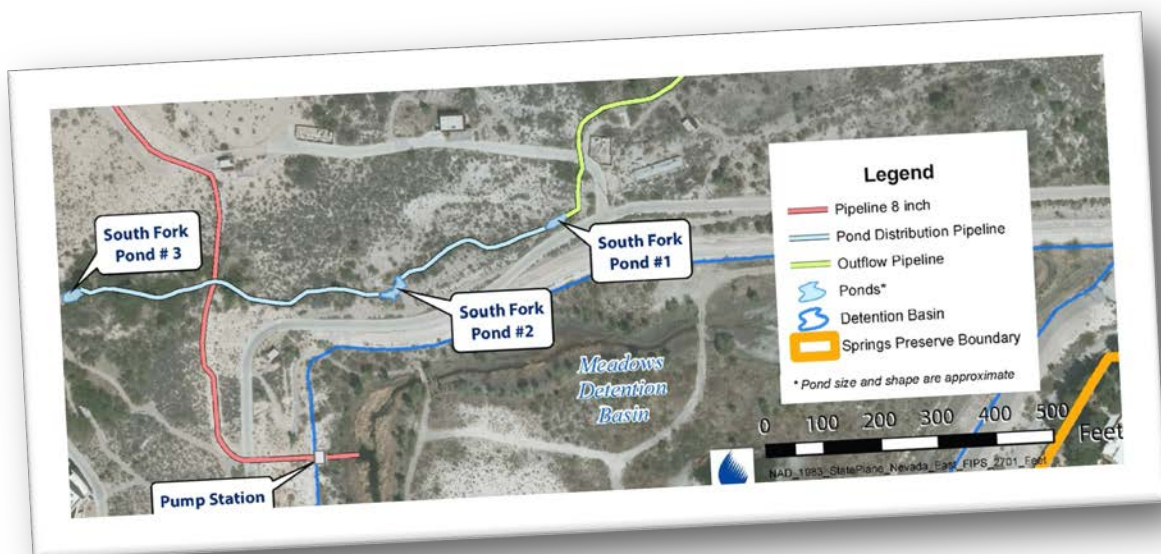 South Fork
Pond # 3
South Fork
Pond #2
South Fork
Pond #1
Meadows
Detention
Basin
Pump Station
Legend
Pipeline 8 inch
Pond Distribution Pipeline
Outflow Pipeline
Ponds*
Detention Basin
Springs Preserve Boundary
* Pond size and shape are approximate
0 100 200 300 400 500
Feet
NAD_1983_StatePlane_Nevada_East_FIPS_2701_Feet